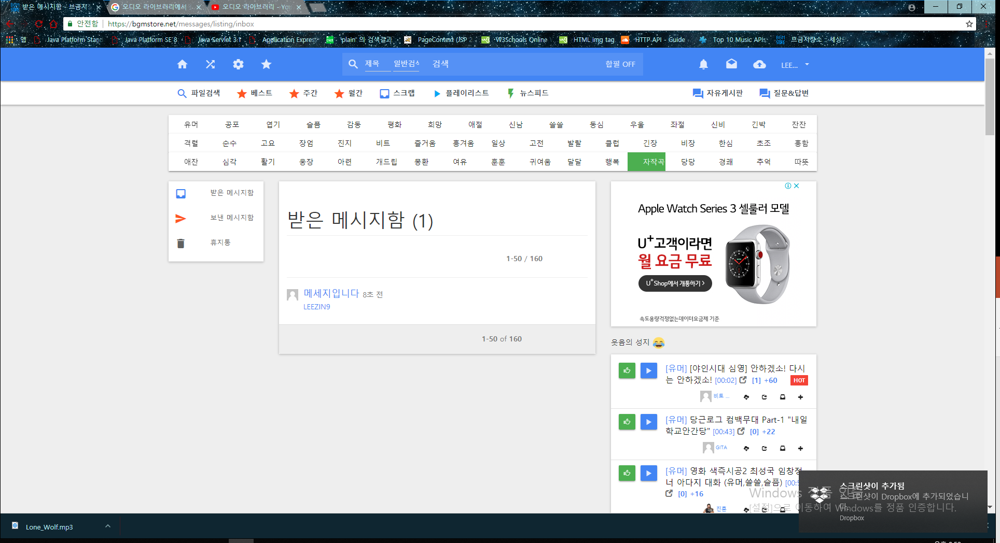 받은 메시지함 - 브금저
오디오 라이브러리에서
오디오 라이브러리 - You
안전함 https://bgmstore.net/messages/listing/inbox
앱 Java Platform Stand Java Platform SE 8 Java Servlet 3.1 Application Expres 'plain' 의 검색결과 PageContext (JSP 2 W3Schools Online HTML img tag HTTP API - Guide Top 10 Music APIs 브금저장소 :: 세상모
제목 일반검색 검색 합필 OFF LEE...
파일검색 베스트 주간 월간 스크랩 플레이리스트 뉴스피드 자유게시판 질문&답변
유머 공포 엽기 슬픔 감동 평화 희망 애절 신남 쓸쓸 동심 우울 좌절 신비 긴박 잔잔
격렬 순수 고요 장엄 진지 비트 즐거움 흥겨움 일상 고전 발랄 클럽 긴장 비장 한심 초조 흥함
애잔 심각 활기 웅장 아련 개드립 몽환 여유 훈훈 귀여움 달달 행복 자작곡 당당 경쾌 추억 따뜻
받은 메시지함
보낸 메시지함
휴지통
받은 메시지함 (1)
1-50 / 160
메세지입니다 8초 전
LEEZIN9
1-50 of 160
Apple Watch Series 3 셀룰러 모델
U+고객이라면
월 요금 무료
U+Shop에서 개통하기 >
속도용량걱정없는데이터요금제 기준
웃음의 성지
[유머] [야인시대 심영] 안하겠소! 다시
는 안하겠소! [00:02] [1] +60 HOT
비토 ...
[유머] 당근로그 컴백무대 Part-1 "내일
학교안간당" [00:43] [0] +22
GITA
[유머] 영화 색즉시공2 최성국 임창정
너 아다지 대화 (유머,쓸쓸,슬픔) [00:5
[0] +16
진혼
Windows 정품 인증
[설정]으로 이동하여 Windows를 정품 인증합니다.
스크린샷이 추가됨
스크린샷이 Dropbox에 추가되었습니
다.
Dropbox
Lone_Wolf.mp3